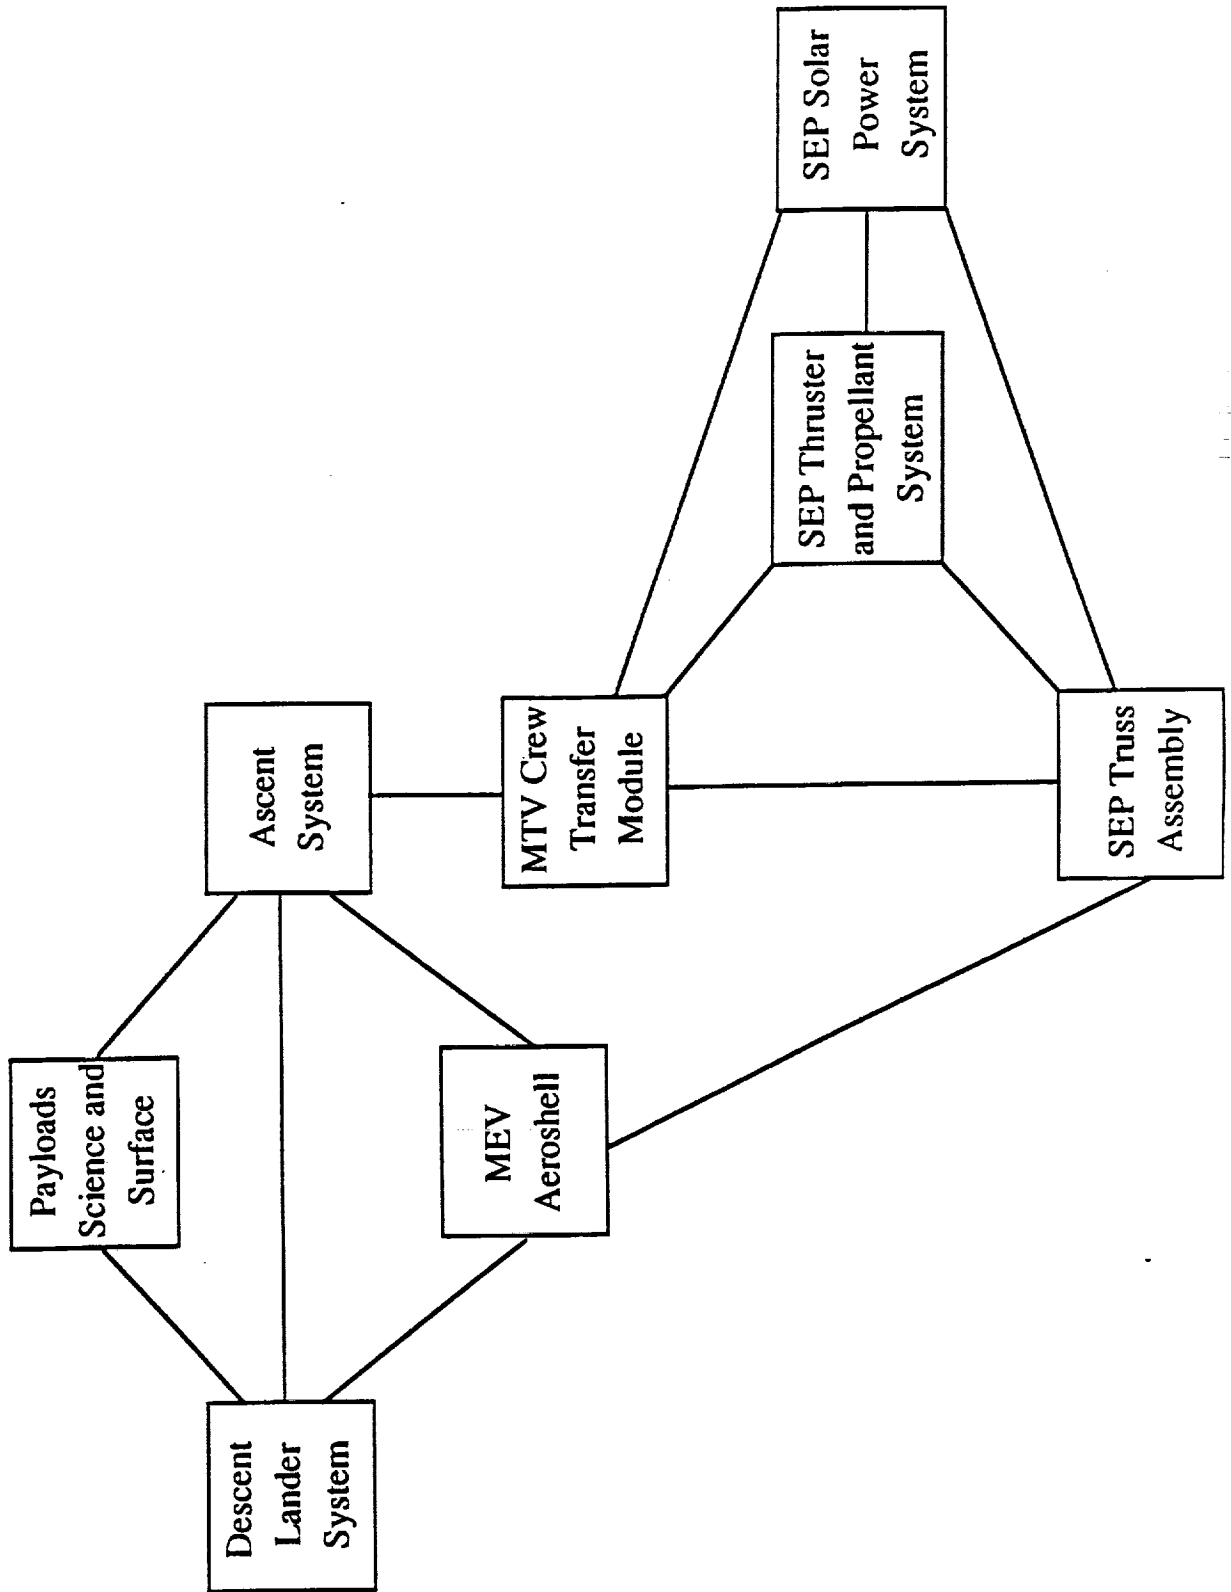 Payloads
Science and
Surface
Descent
Lander
System
Ascent
System
MEV
Aeroshell
MTV Crew
Transfer
Module
SEP Thruster
and Propellant
System
SEP Solar
Power
System
SEP Truss
Assembly